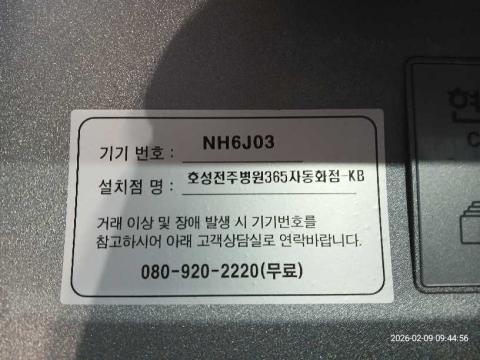 기기 번호 : NH6J03
설치점 명 : 호성전주병원365자동화점-KB
거래 이상 및 장애 발생 시 기기번호를
참고하시어 아래 고객상담실로 연락바랍니다.
080-920-2220(무료)
현
C
2026-02-09 09:44:56